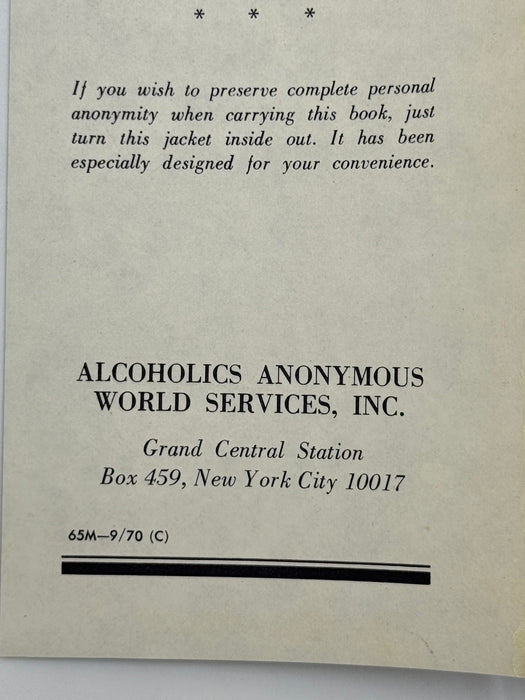 * * *
If you wish to preserve complete personal
anonymity when carrying this book, just
turn this jacket inside out. It has been
especially designed for your convenience.
ALCOHOLICS ANONYMOUS
WORLD SERVICES, INC.
Grand Central Station
Box 459, New York City 10017
65M—9/70 (C)